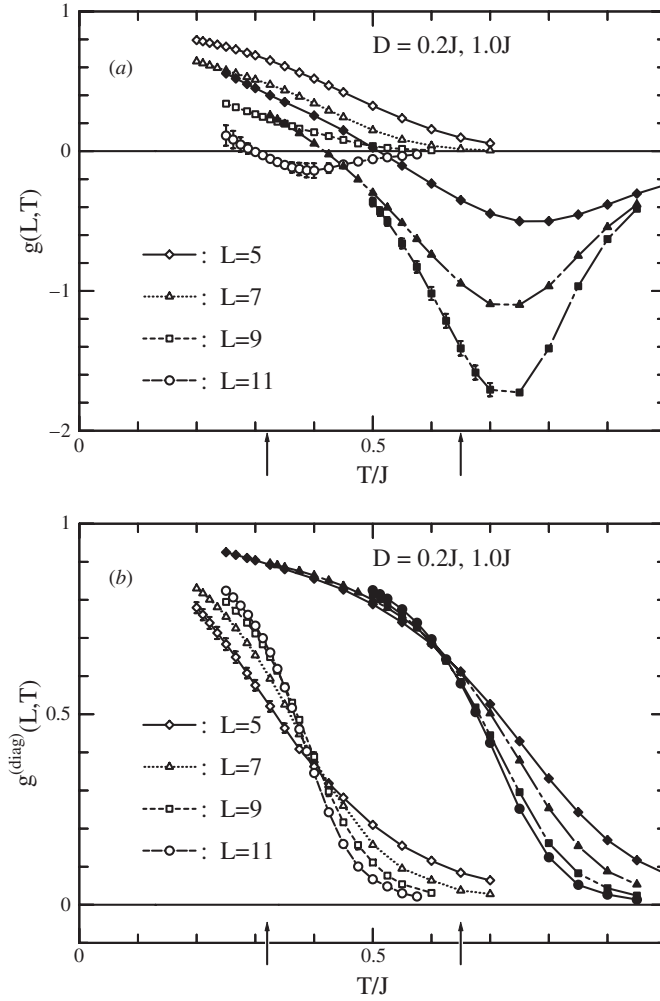 1
(a)
D = 0.2J, 1.0J
0
g(L,T)
: L=5
: L=7
-1
: L=9
: L=11
-2
0
0.5
T/J
1
(b)
D = 0.2J, 1.0J
g(diag)(L,T)
0.5
: L=5
: L=7
: L=9
: L=11
0
0
0.5
T/J